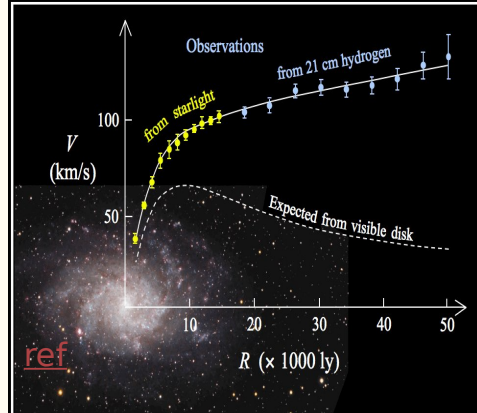 Observations
from starlight
from 21 cm hydrogen
100
V
(km/s)
50
Expected from visible disk
10
20
30
40
50
R (× 1000 ly)
ref